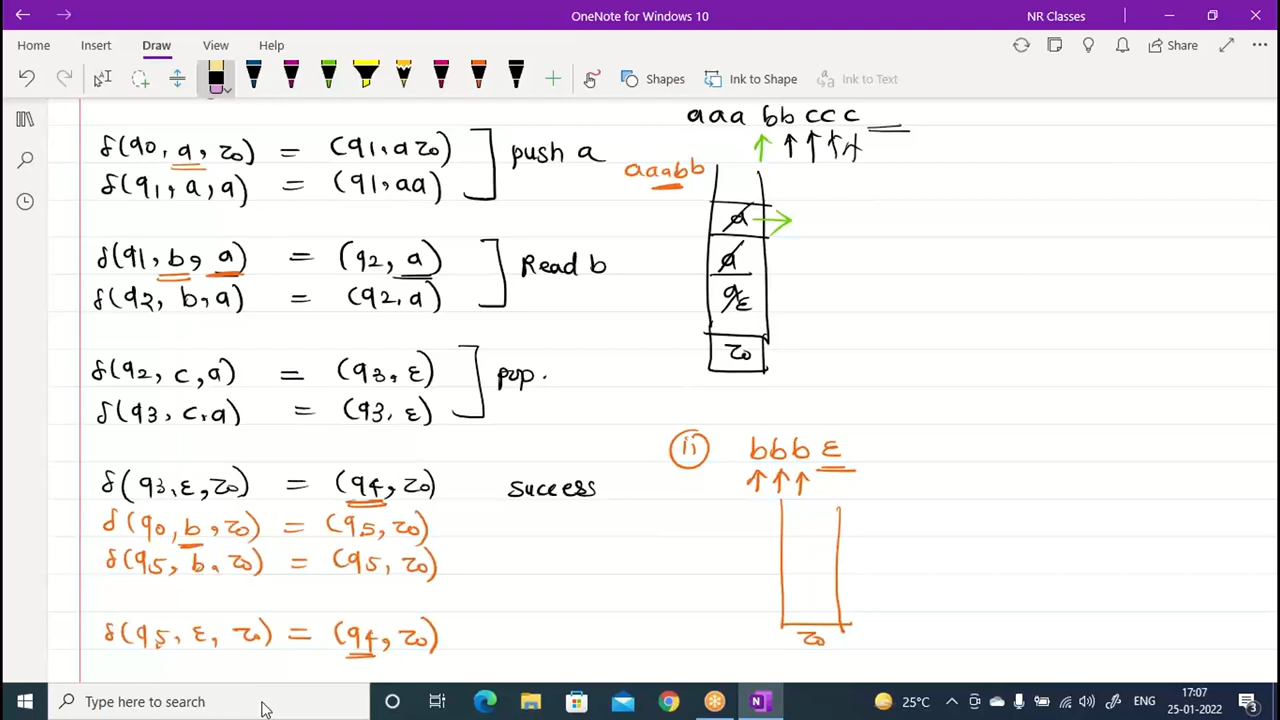 OneNote for Windows 10
NR Classes
Home Insert Draw View Help
Share
Shapes
Ink to Shape
Ink to Text
δ(q0, a, z0) = (q1, a z0)
δ(q1, a, a) = (q1, aa)
push a
δ(q1, b, a) = (q2, a)
δ(q2, b, a) = (q2, a)
Read b
δ(q2, c, a) = (q3, ε)
δ(q3, c, a) = (q3, ε)
pop.
δ(q3, ε, z0) = (q4, z0) success
δ(q0, b, z0) = (q5, z0)
δ(q5, b, z0) = (q5, z0)
δ(q5, ε, z0) = (q4, z0)
aaa bb cc c
aaabb
a
a
a/ε
z0
ii b b b ε
z0
Type here to search
25°C
ENG
17:07
25-01-2022
3